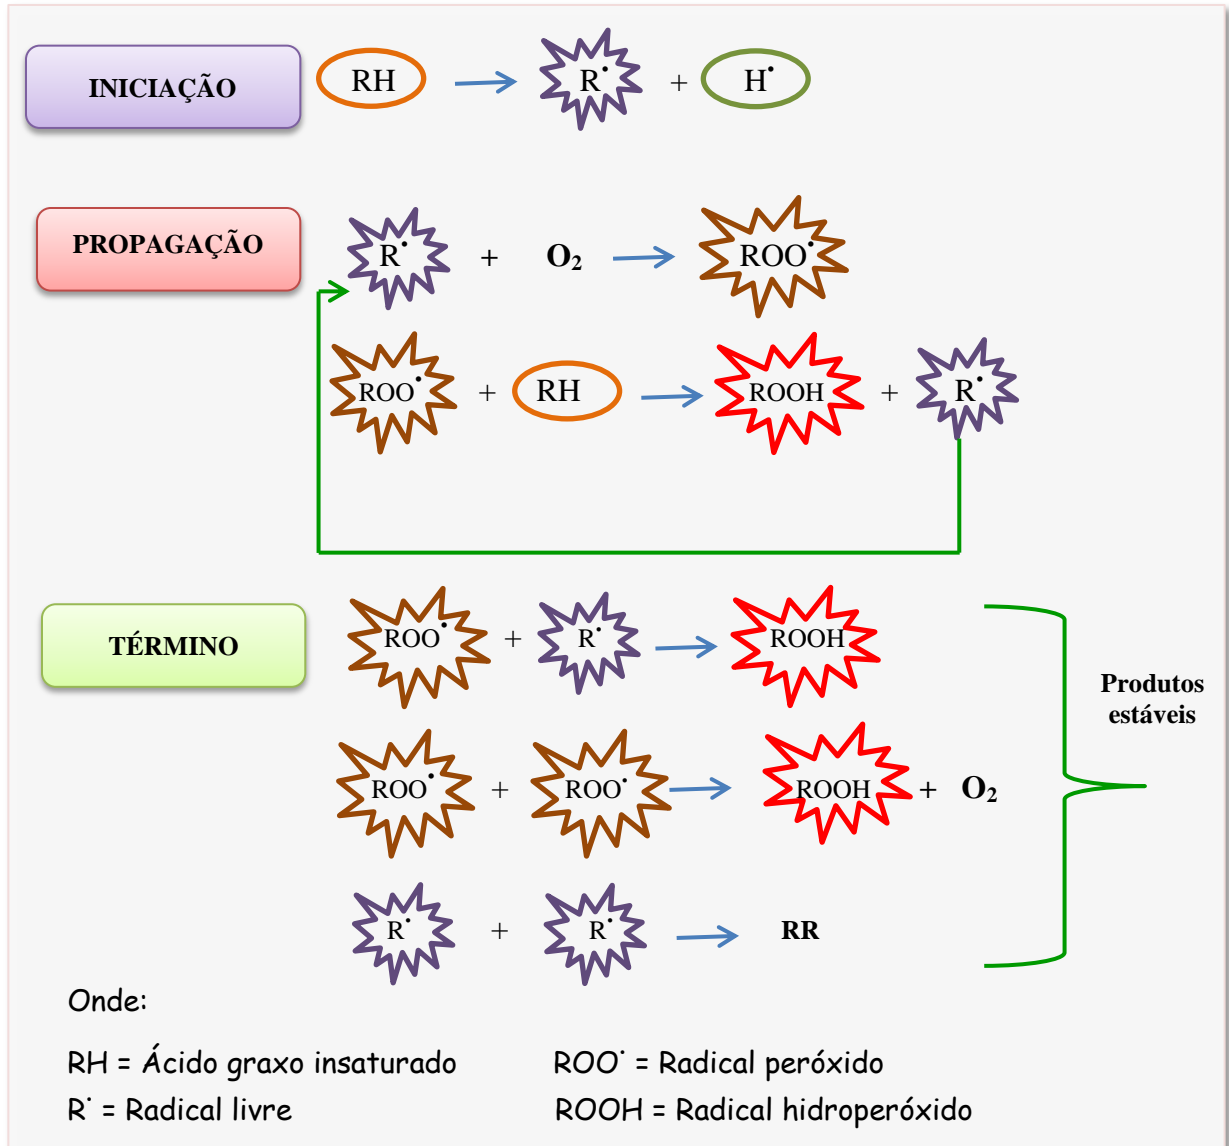 INICIAÇÃO RH R• + H•
PROPAGAÇÃO R• + O₂ ROO•
ROO• + RH ROOH + R•
TÉRMINO ROO• + R• ROOH
Produtos
estáveis
ROO• + ROO• ROOH + O₂
R• + R• RR
Onde:
RH = Ácido graxo insaturado ROO• = Radical peróxido
R• = Radical livre ROOH = Radical hidroperóxido